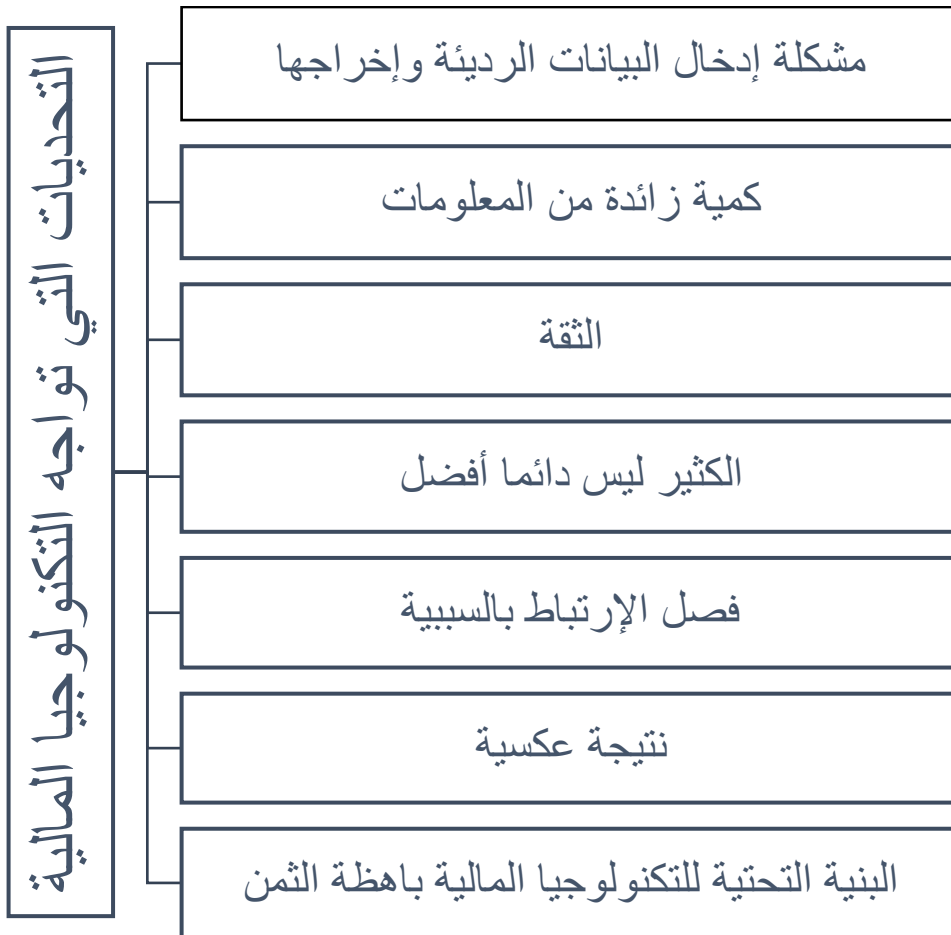 التحديات التي تواجه التكنولوجيا المالية
مشكلة إدخال البيانات الرديئة وإخراجها
كمية زائدة من المعلومات
الثقة
الكثير ليس دائما أفضل
فصل الإرتباط بالسببية
نتيجة عكسية
البنية التحتية للتكنولوجيا المالية باهظة الثمن